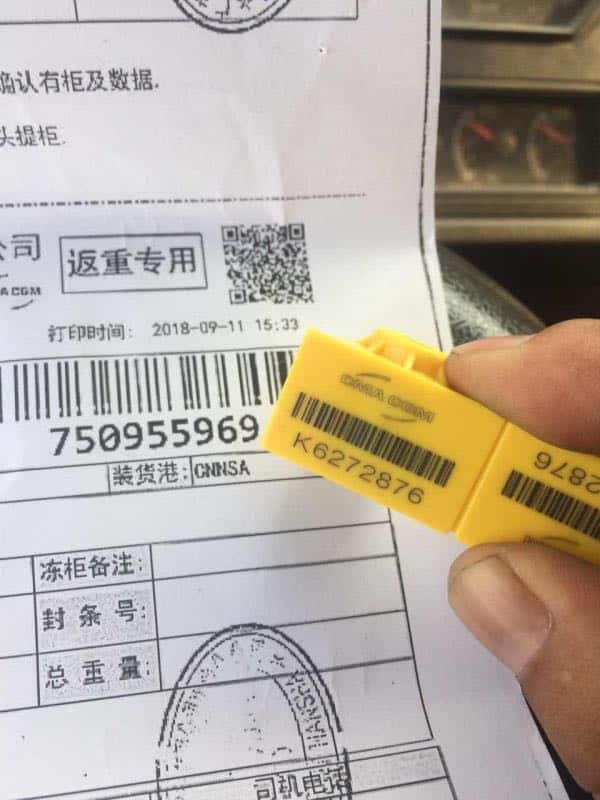 确认有柜及数据.
头提柜.
公司
返重专用
打印时间: 2018-09-11 15:33
750955969
装货港: CNNSA
CMA CGM
K6272876
2876
冻柜备注:
封条号:
总重量:
司机电话